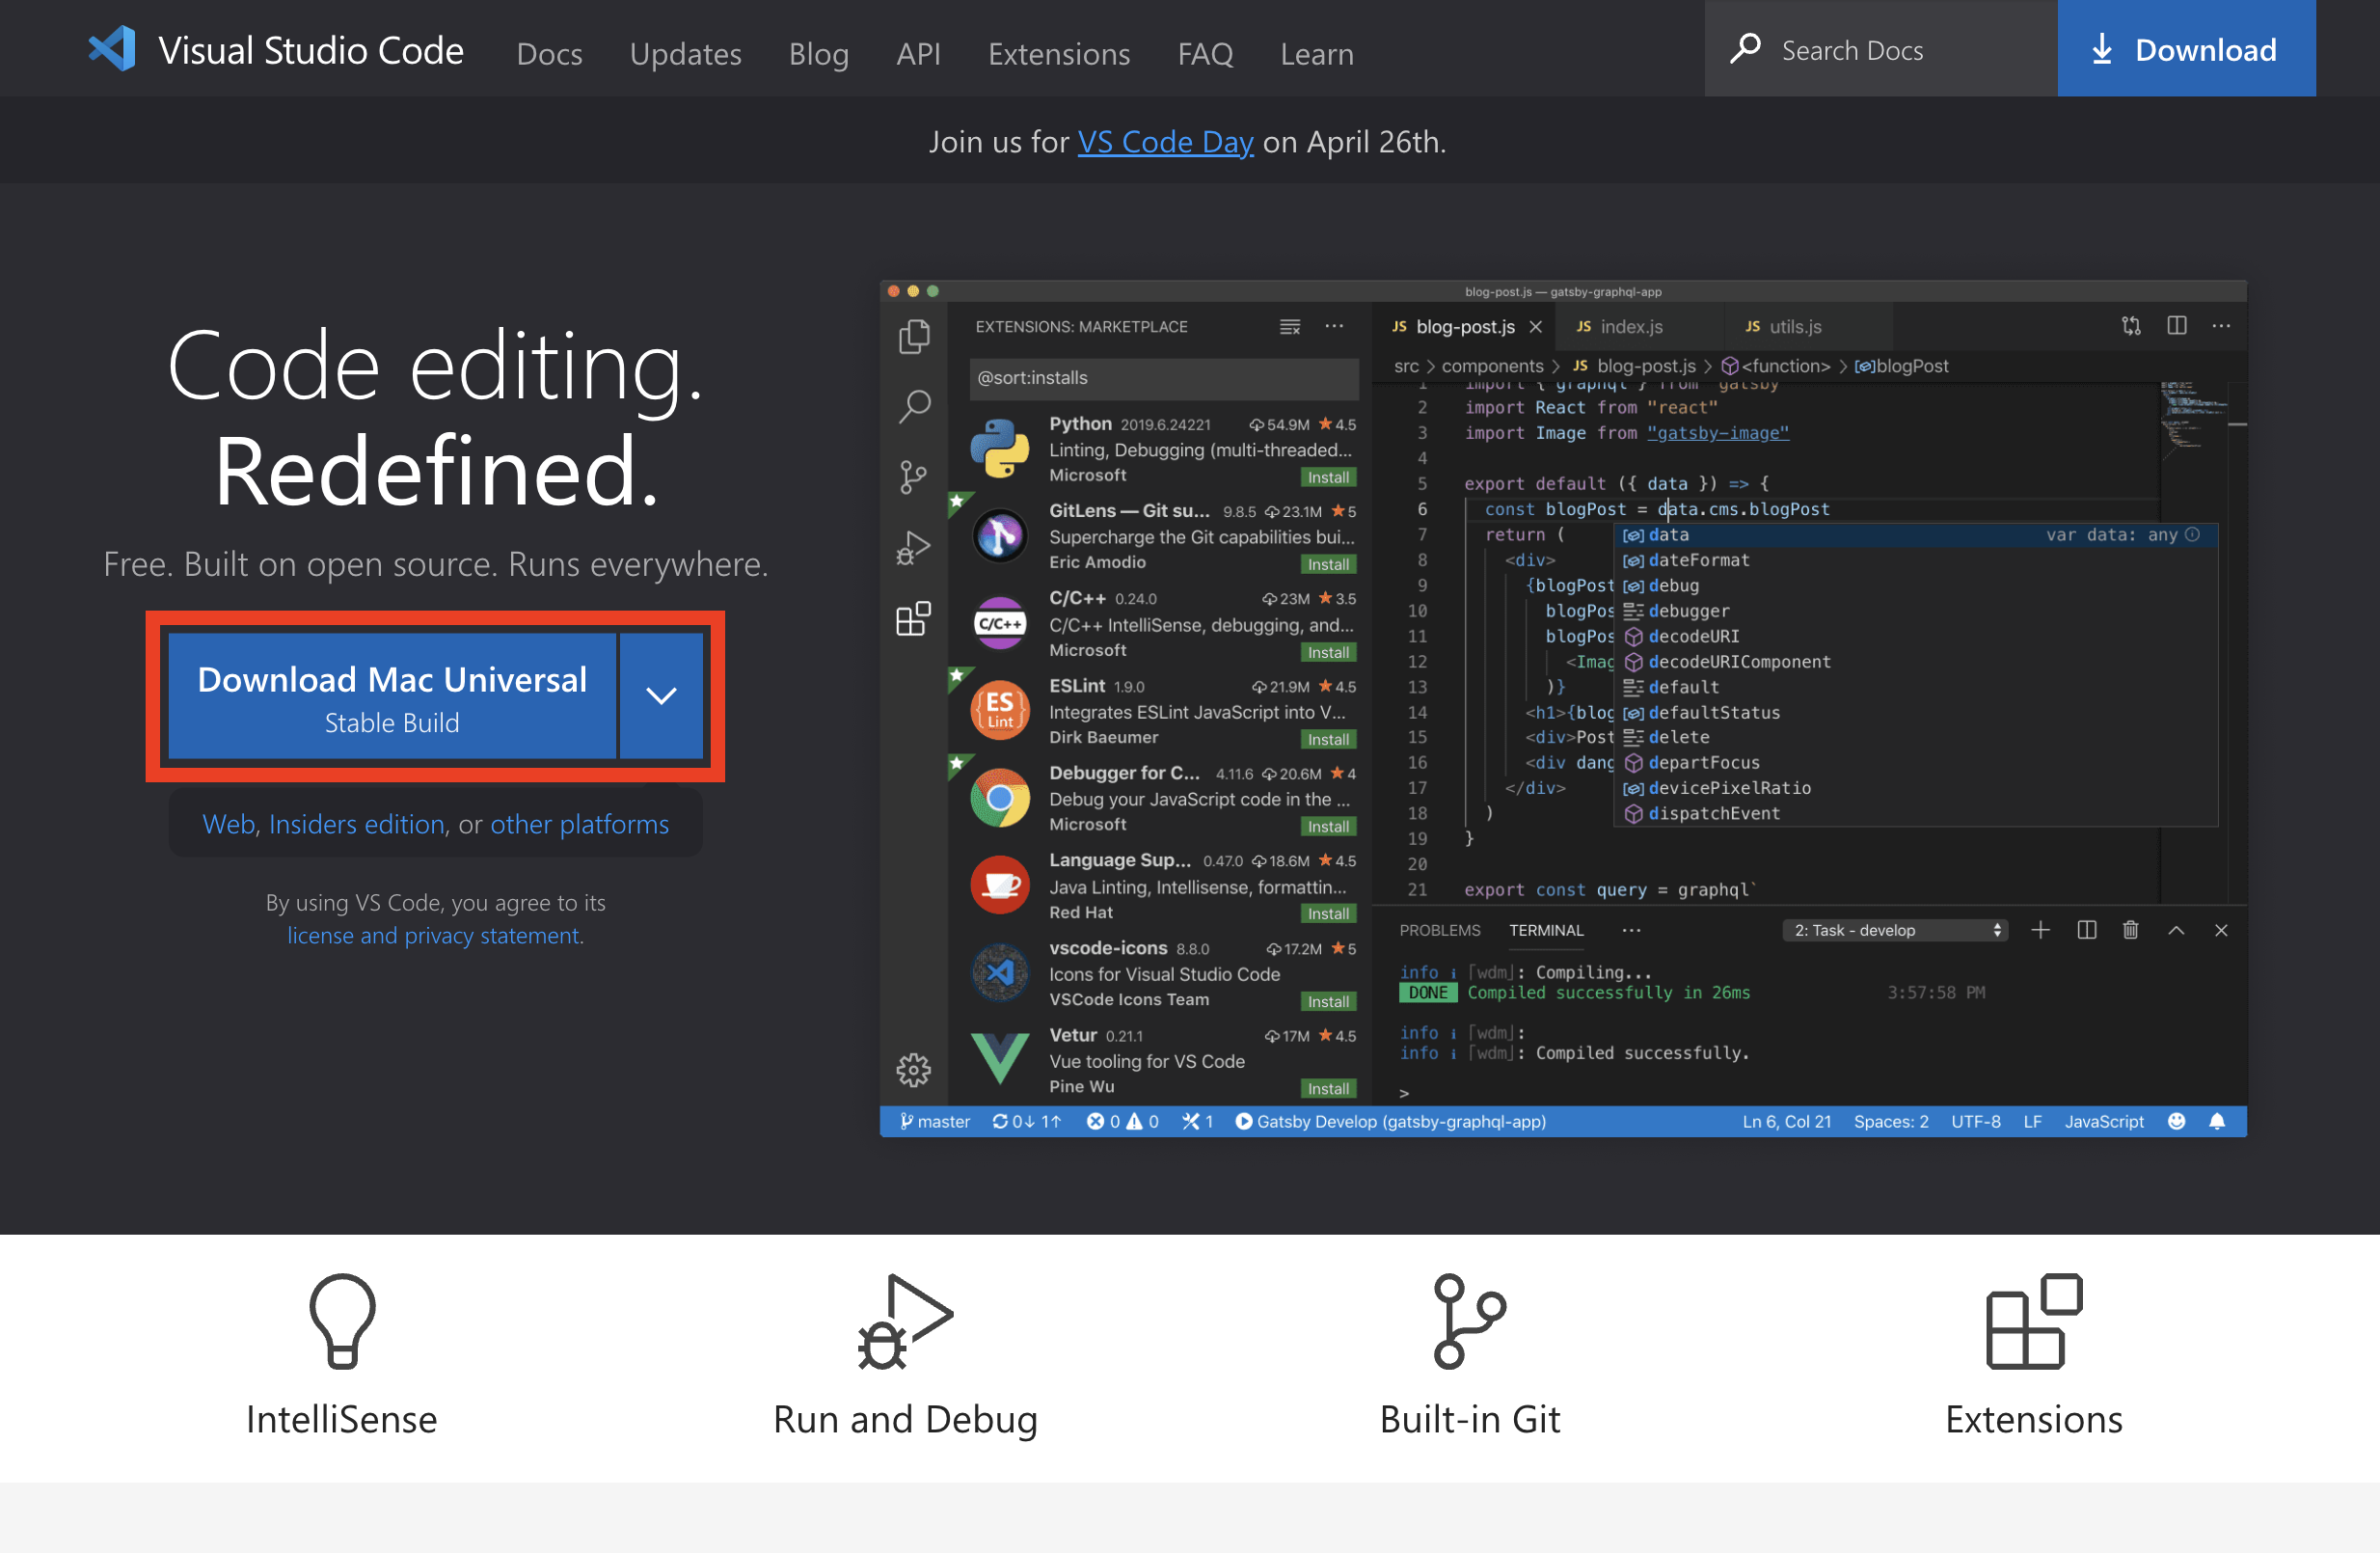 Visual Studio Code Docs Updates Blog API Extensions FAQ Learn Search Docs Download
Join us for VS Code Day on April 26th.
Code editing.
Redefined.
Free. Built on open source. Runs everywhere.
Download Mac Universal
Stable Build
Web, Insiders edition, or other platforms
By using VS Code, you agree to its
license and privacy statement.
blog-post.js — gatsby-graphql-app
EXTENSIONS: MARKETPLACE
@sort:installs
Python 2019.6.24221 54.9M 4.5
Linting, Debugging (multi-threaded...
Microsoft Install
GitLens — Git su... 9.8.5 23.1M 5
Supercharge the Git capabilities bui...
Eric Amodio Install
C/C++
C/C++ 0.24.0 23M 3.5
C/C++ IntelliSense, debugging, and...
Microsoft Install
{ES}
Lint
ESLint 1.9.0 21.9M 4.5
Integrates ESLint JavaScript into V...
Dirk Baeumer Install
Debugger for C... 4.11.6 20.6M 4
Debug your JavaScript code in the ...
Microsoft Install
Language Sup... 0.47.0 18.6M 4.5
Java Linting, Intellisense, formattin...
Red Hat Install
vscode-icons 8.8.0 17.2M 5
Icons for Visual Studio Code
VSCode Icons Team Install
Vetur 0.21.1 17M 4.5
Vue tooling for VS Code
Pine Wu Install
JS blog-post.js JS index.js JS utils.js
src > components > JS blog-post.js > <function> > blogPost
1 import { graphql } from "gatsby"
2 import React from "react"
3 import Image from "gatsby-image"
4
5 export default ({ data }) => {
6 const blogPost = data.cms.blogPost
7 return (
8 <div>
9 {blogPost
10 blogPos
11 blogPos
12 <Imag
13 )}
14 <h1>{blog
15 <div>Post
16 <div dang
17 </div>
18 )
19 }
20
21 export const query = graphql`
data var data: any
dateFormat
debug
debugger
decodeURI
decodeURIComponent
default
defaultStatus
delete
departFocus
devicePixelRatio
dispatchEvent
PROBLEMS TERMINAL ... 2: Task - develop
info i ｢wdm｣: Compiling...
DONE Compiled successfully in 26ms 3:57:58 PM
info i ｢wdm｣:
info i ｢wdm｣: Compiled successfully.
>
master 0↓ 1↑ 0 0 1 Gatsby Develop (gatsby-graphql-app) Ln 6, Col 21 Spaces: 2 UTF-8 LF JavaScript
IntelliSense
Run and Debug
Built-in Git
Extensions